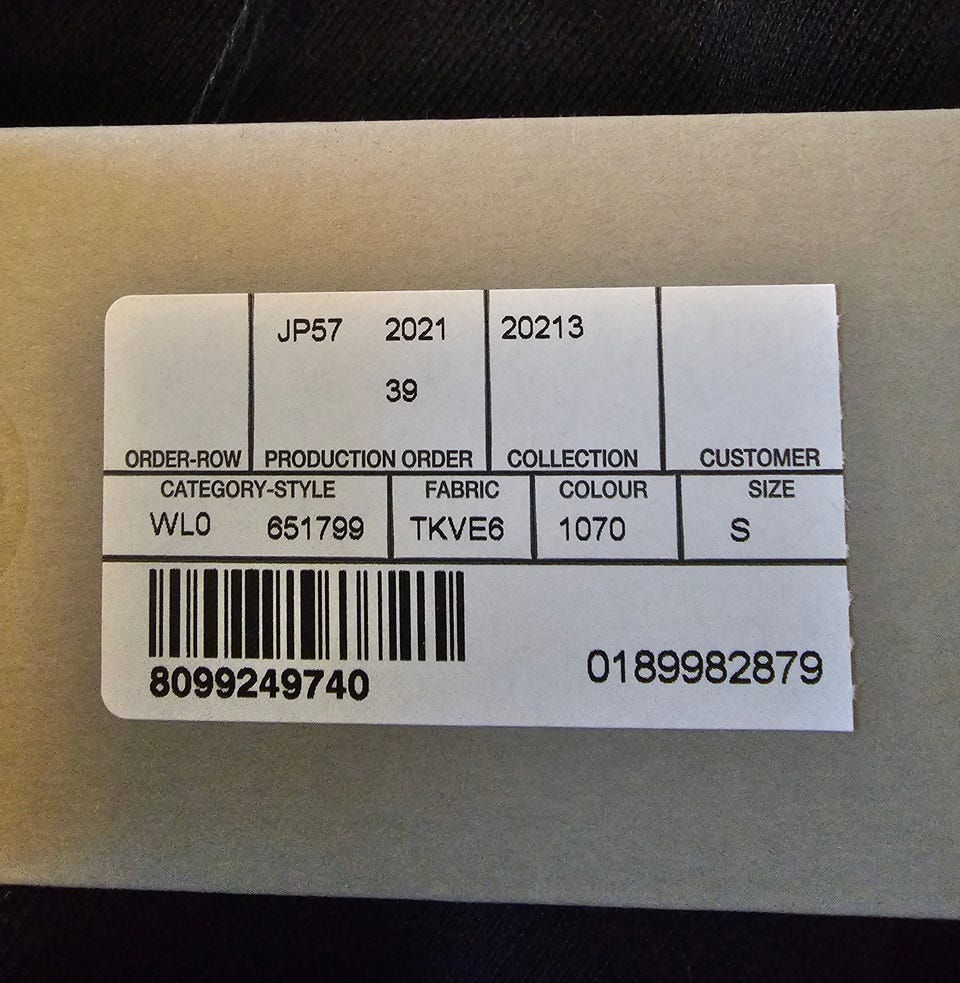 JP57 2021 20213
39
ORDER-ROW PRODUCTION ORDER COLLECTION CUSTOMER
CATEGORY-STYLE FABRIC COLOUR SIZE
WL0 651799 TKVE6 1070 S
8099249740 0189982879